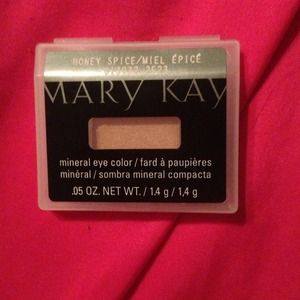 HONEY SPICE/MIEL ÉPICÉ
MARY KAY
mineral eye color / fard à paupières
minéral / sombra mineral compacta
.05 OZ. NET WT. / 1.4 g / 1,4 g